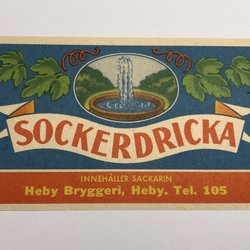 SOCKERDRICKA
INNEHÅLLER SACKARIN
Heby Bryggeri, Heby. Tel. 105